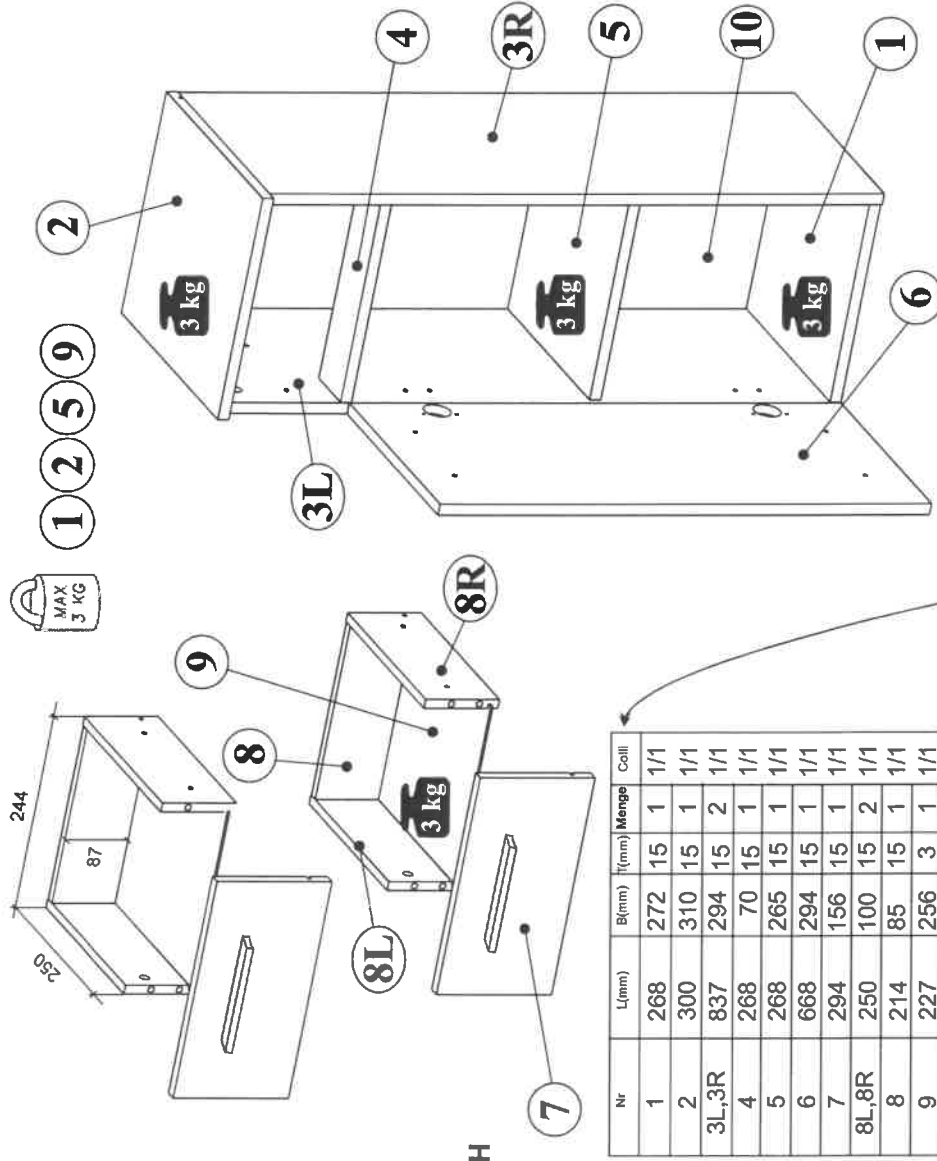 MAX
3 KG
1 2 5 9
244
250
87
2
3 kg
4
3R
3L
5
3 kg
10
3 kg
1
6
8
9
8L
8R
3 kg
7
H
Nr L(mm) B(mm) T(mm) Menge Colli
1 268 272 15 1 1/1
2 300 310 15 1 1/1
3L,3R 837 294 15 2 1/1
4 268 70 15 1 1/1
5 268 265 15 1 1/1
6 668 294 15 1 1/1
7 294 156 15 1 1/1
8L,8R 250 100 15 2 1/1
8 214 85 15 1 1/1
9 227 256 3 1 1/1